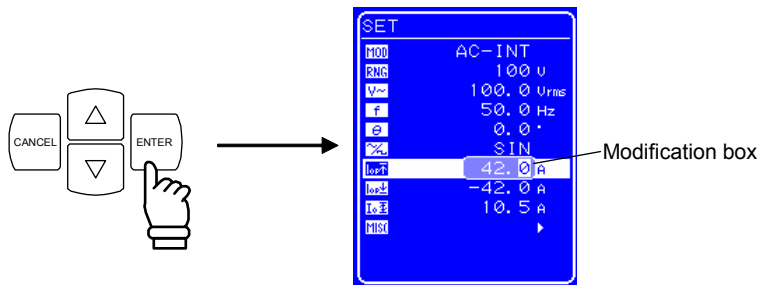 CANCEL
ENTER
SET
MOD AC-INT
RNG 100 V
V~ 100.0 Vrms
f 50.0 Hz
θ 0.0 °
SIN
42.0 A
-42.0 A
10.5 A
MISC
Modification box